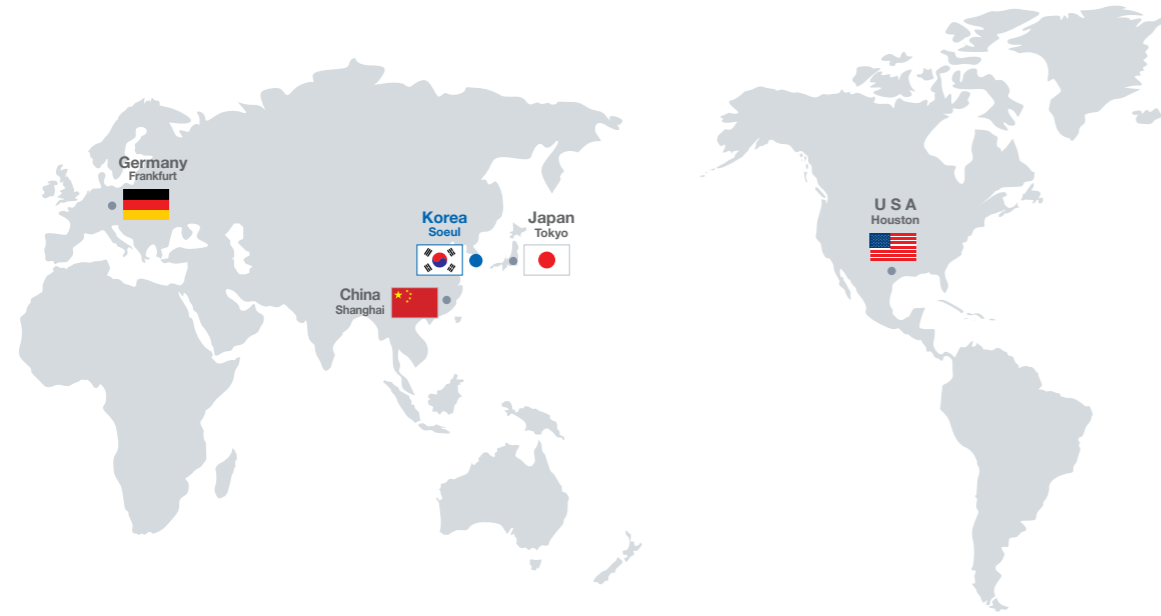 Germany
Frankfurt
Korea
Soeul
Japan
Tokyo
China
Shanghai
U S A
Houston